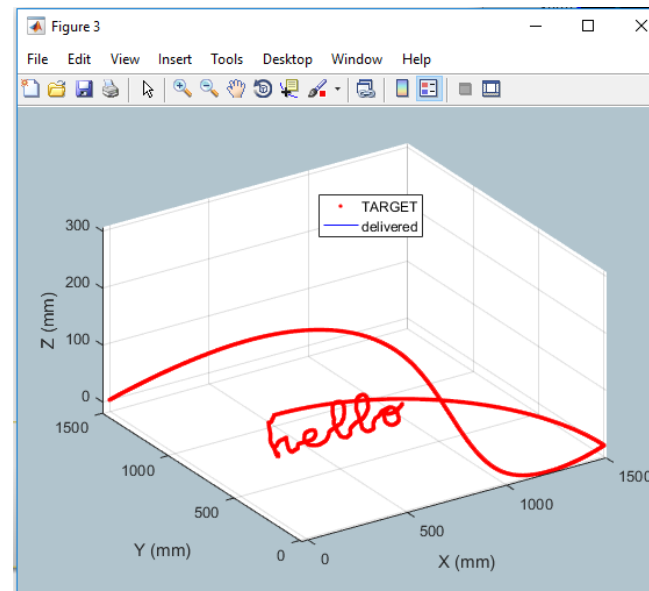 Figure 3
File Edit View Insert Tools Desktop Window Help
TARGET
delivered
300
200
100
0
Z (mm)
1500
1000
500
0
Y (mm)
0
500
1000
1500
X (mm)
hello